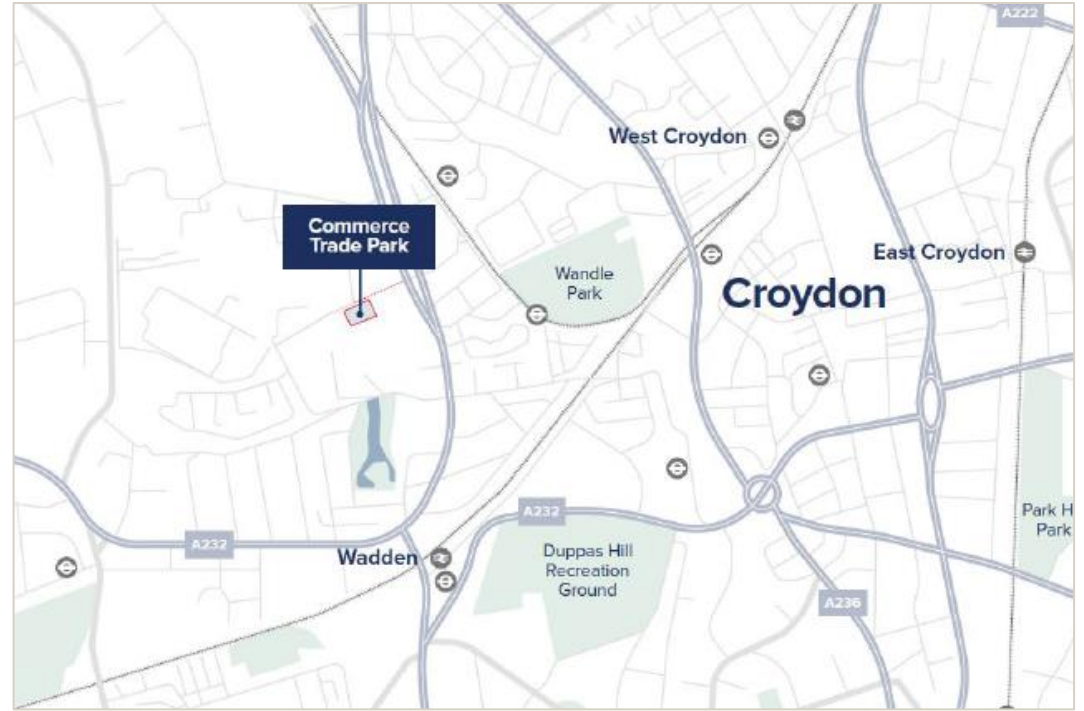 A222
West Croydon
Commerce
Trade Park
East Croydon
Wandle
Park
Croydon
A232
A232
Park H
Park
Wadden
Duppas Hill
Recreation
Ground
A236